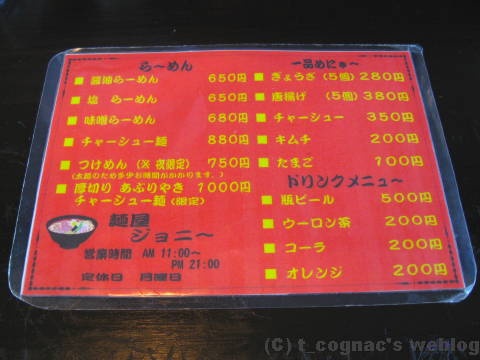 ら～めん
■ 醤油らーめん 650円
■ 塩 らーめん 650円
■ 味噌らーめん 680円
■ チャーシュー麺 880円
■ つけめん (※ 夜限定) 750円
(太麺のため多少お時間がかかります。)
■ 厚切り あぶりやき 1000円
チャーシュー麺 (限定)
麺屋
ジョニー
営業時間 AM 11:00～
PM 21:00
定休日 月曜日
一品めにゅ～
■ ぎょうざ (5個) 280円
■ 唐揚げ (5個) 380円
■ チャーシュー 350円
■ キムチ 200円
■ たまご 100円
ドリンクメニュー～
■ 瓶ビール 500円
■ ウーロン茶 200円
■ コーラ 200円
■ オレンジ 200円
(C) t_cognac's weblog